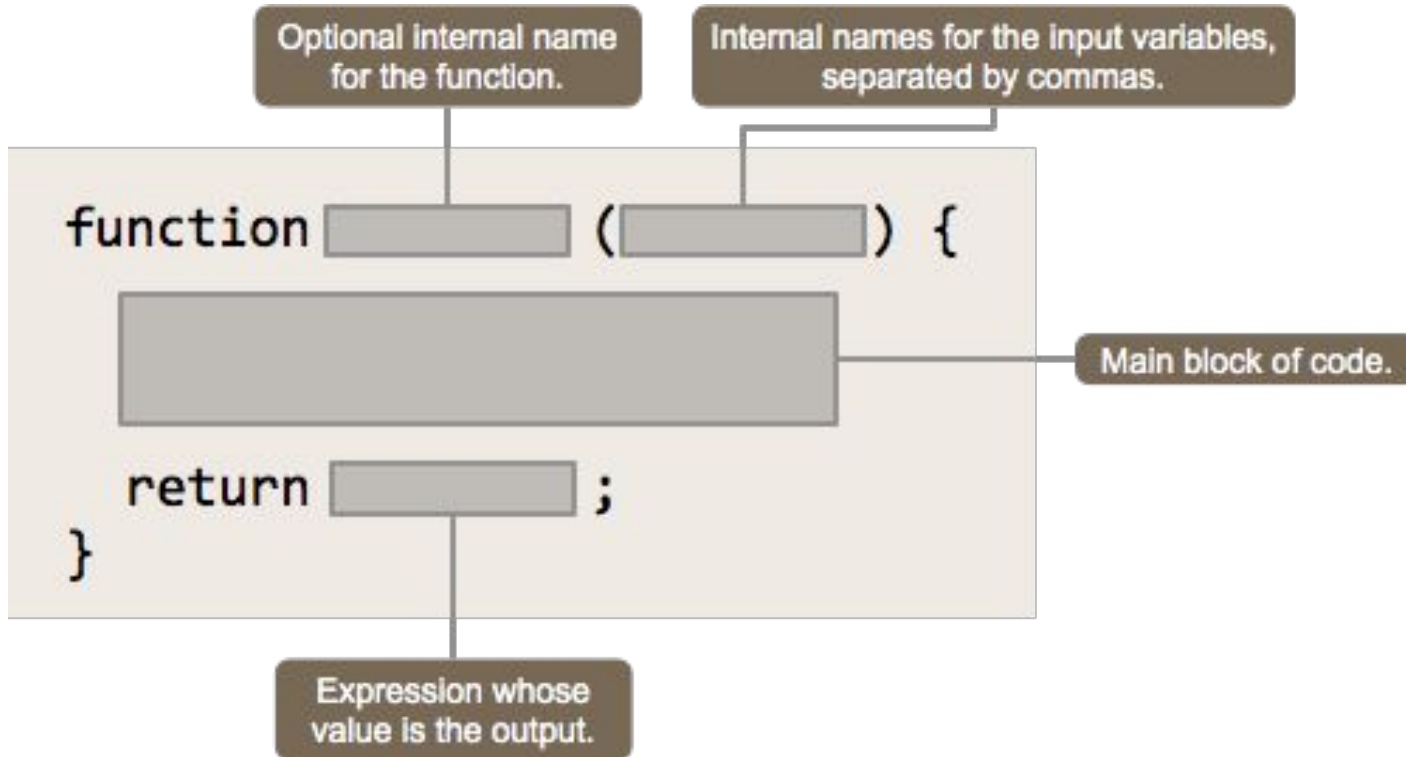 Optional internal name
for the function.
Internal names for the input variables,
separated by commas.
function ( ) {
Main block of code.
return ;
}
Expression whose
value is the output.